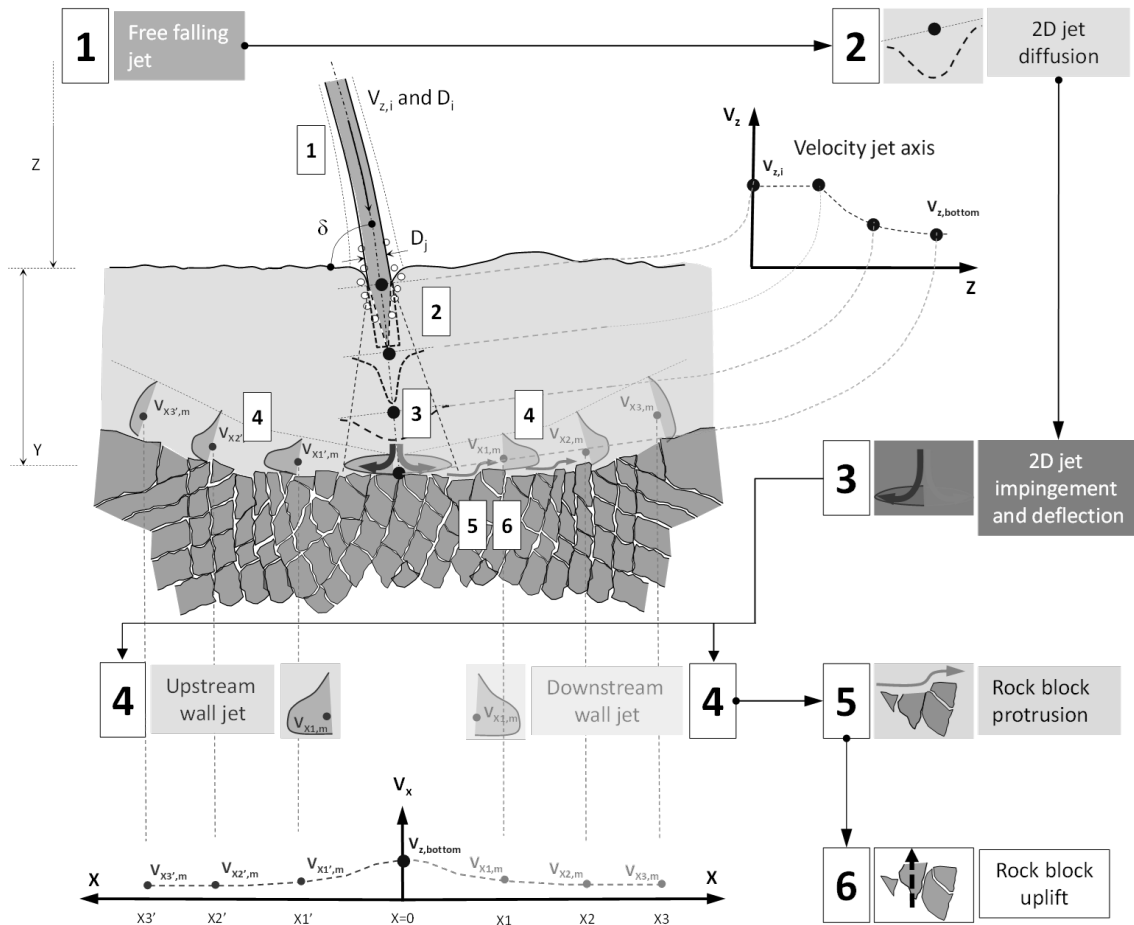 1
Free falling
jet
2
2D jet
diffusion
V_z,i and D_i
1
Z
V_z
Velocity jet axis
V_z,i
V_z,bottom
Z
δ
D_j
2
3
4
4
V_X3',m
V_X2'
V_X1',m
V_X1,m
V_X2,m
V_X3,m
Y
5
6
3
2D jet
impingement
and deflection
4
Upstream
wall jet
V_X1,m
Downstream
wall jet
V_X1,m
4
5
Rock block
protrusion
V_x
V_z,bottom
V_X3',m
V_X2',m
V_X1',m
V_X1,m
V_X2,m
V_X3,m
X
X
X3'
X2'
X1'
X=0
X1
X2
X3
6
Rock block
uplift